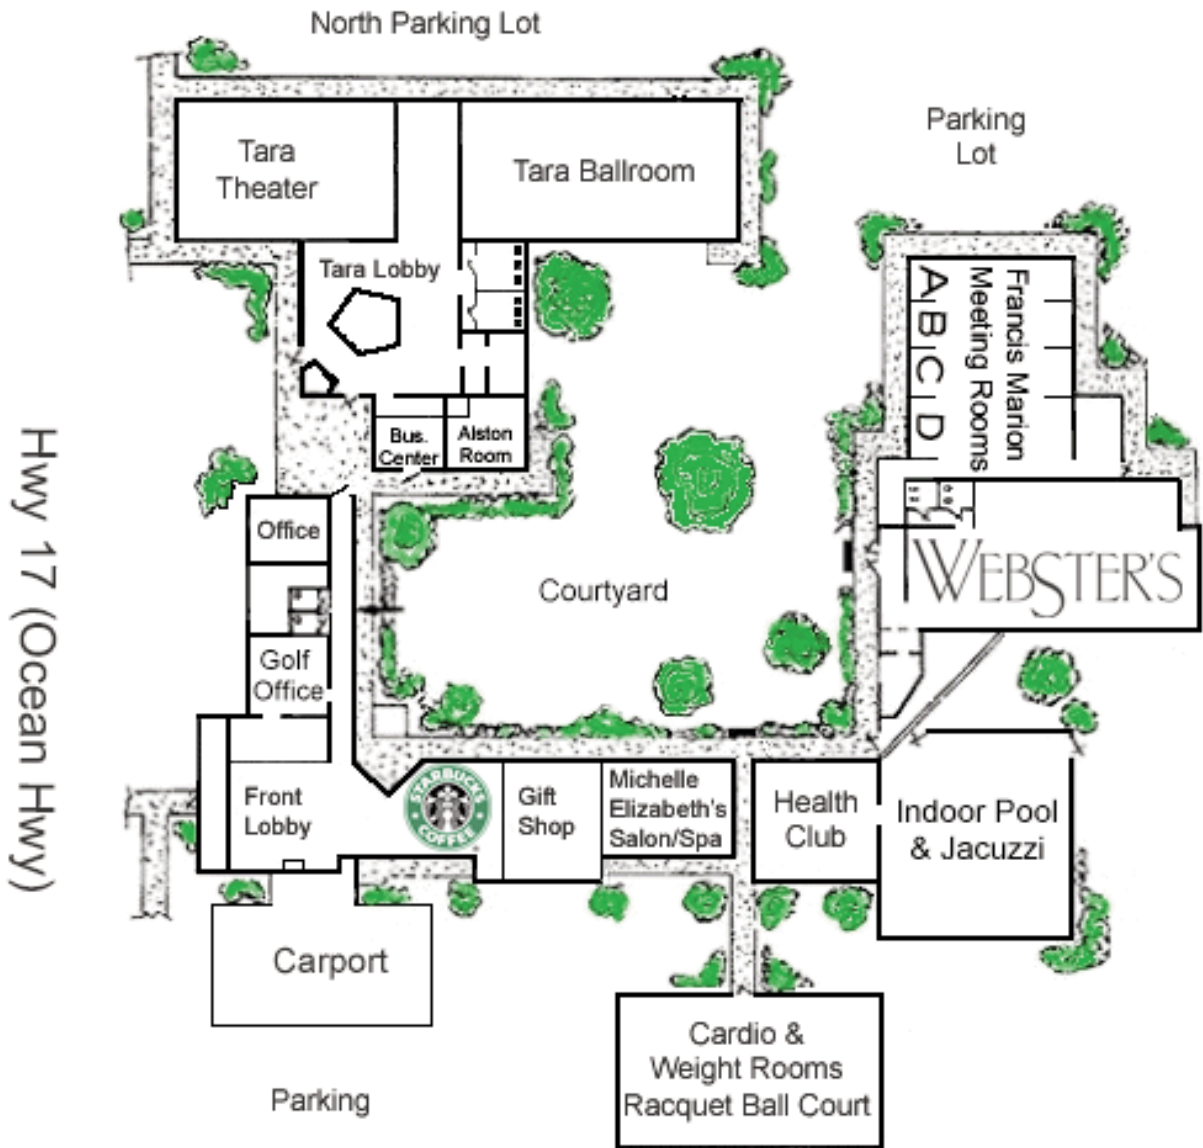 North Parking Lot
Parking
Lot
Tara
Theater
Tara Ballroom
Tara Lobby
Francis Marion
Meeting Rooms
A B C D
Bus.
Center
Alston
Room
Office
WEBSTER'S
Courtyard
Golf
Office
Hwy 17 (Ocean Hwy)
Front
Lobby
STARBUCKS
COFFEE
Gift
Shop
Michelle
Elizabeth's
Salon/Spa
Health
Club
Indoor Pool
& Jacuzzi
Carport
Cardio &
Weight Rooms
Racquet Ball Court
Parking